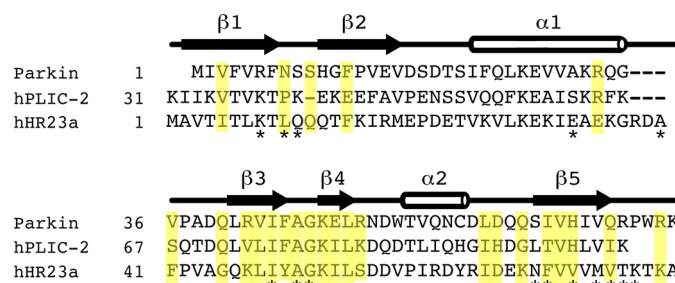 β1 β2 α1
Parkin 1 MIVFVRFNSSHGFPVEVDSDTSIFQLKEVVAKRQG---
hPLIC-2 31 KIIKVTVKTPK-EKEEFAVPENSSVQQFKEAISKRFK----
hHR23a 1 MAVTITLKTLQQQTFKIRMEPDETVKVLKEKIEAEKGRDA
* ** * *
β3 β4 α2 β5
Parkin 36 VPADQLRVIFAGKELRNDWTVQNCDLDQQSIVHIVQRPWRK
hPLIC-2 67 SQTDQLVLIFAGKILKDQDTLIQHGIHDGLTVHLVIK
hHR23a 41 FPVAGQKLIYAGKILSDDVPIRDYRIDEKNFVVVMVTKTKA
* ** ** * ****